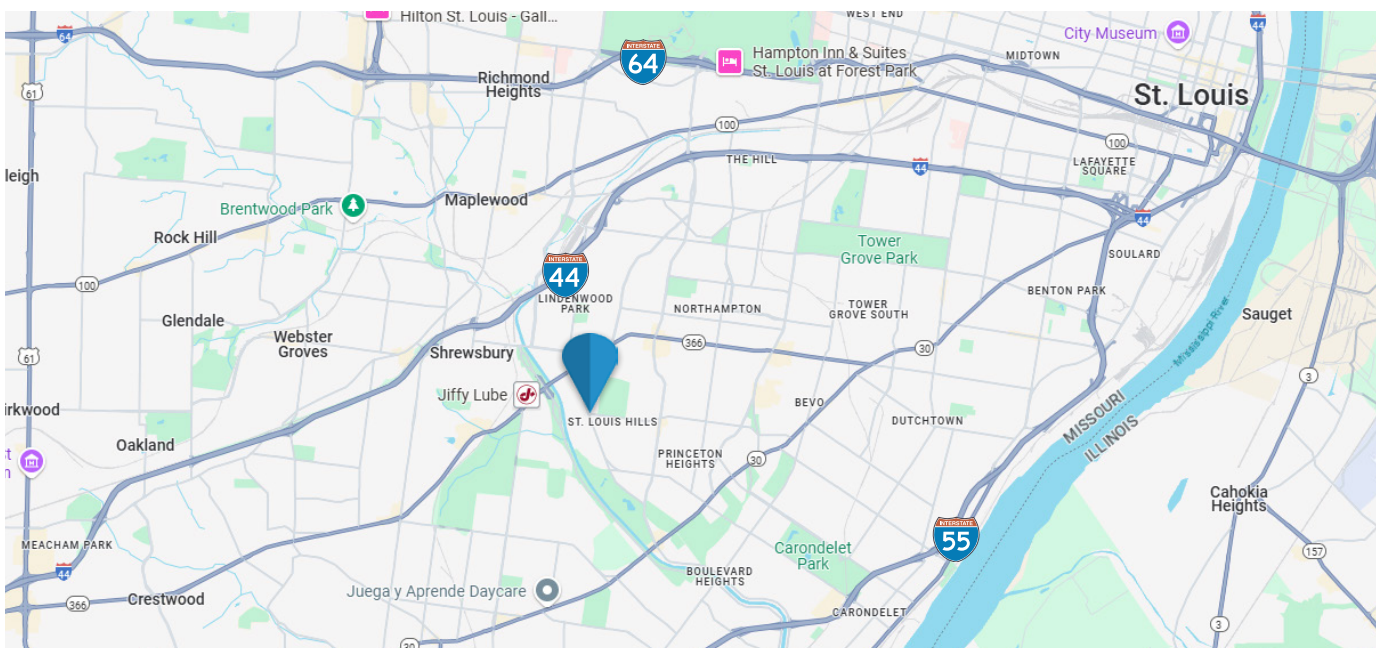 Hilton St. Louis - Gall...
WEST END
64
44
City Museum
INTERSTATE
64
Hampton Inn & Suites
St. Louis at Forest Park
MIDTOWN
Richmond
Heights
61
St. Louis
100
100
THE HILL
44
LAFAYETTE
SQUARE
leigh
Maplewood
Brentwood Park
44
Rock Hill
Tower
Grove Park
SOULARD
INTERSTATE
44
100
LINDENWOOD
PARK
NORTHAMPTON
TOWER
GROVE SOUTH
BENTON PARK
Glendale
Sauget
Mississippi River
Webster
Groves
Shrewsbury
366
30
61
3
Jiffy Lube
BEVO
MISSOURI
ILLINOIS
irkwood
ST. LOUIS HILLS
DUTCHTOWN
Oakland
PRINCETON
HEIGHTS
30
st
n
Cahokia
Heights
MEACHAM PARK
INTERSTATE
55
Carondelet
Park
157
44
BOULEVARD
HEIGHTS
Juega y Aprende Daycare
366
Crestwood
CARONDELET
3
30